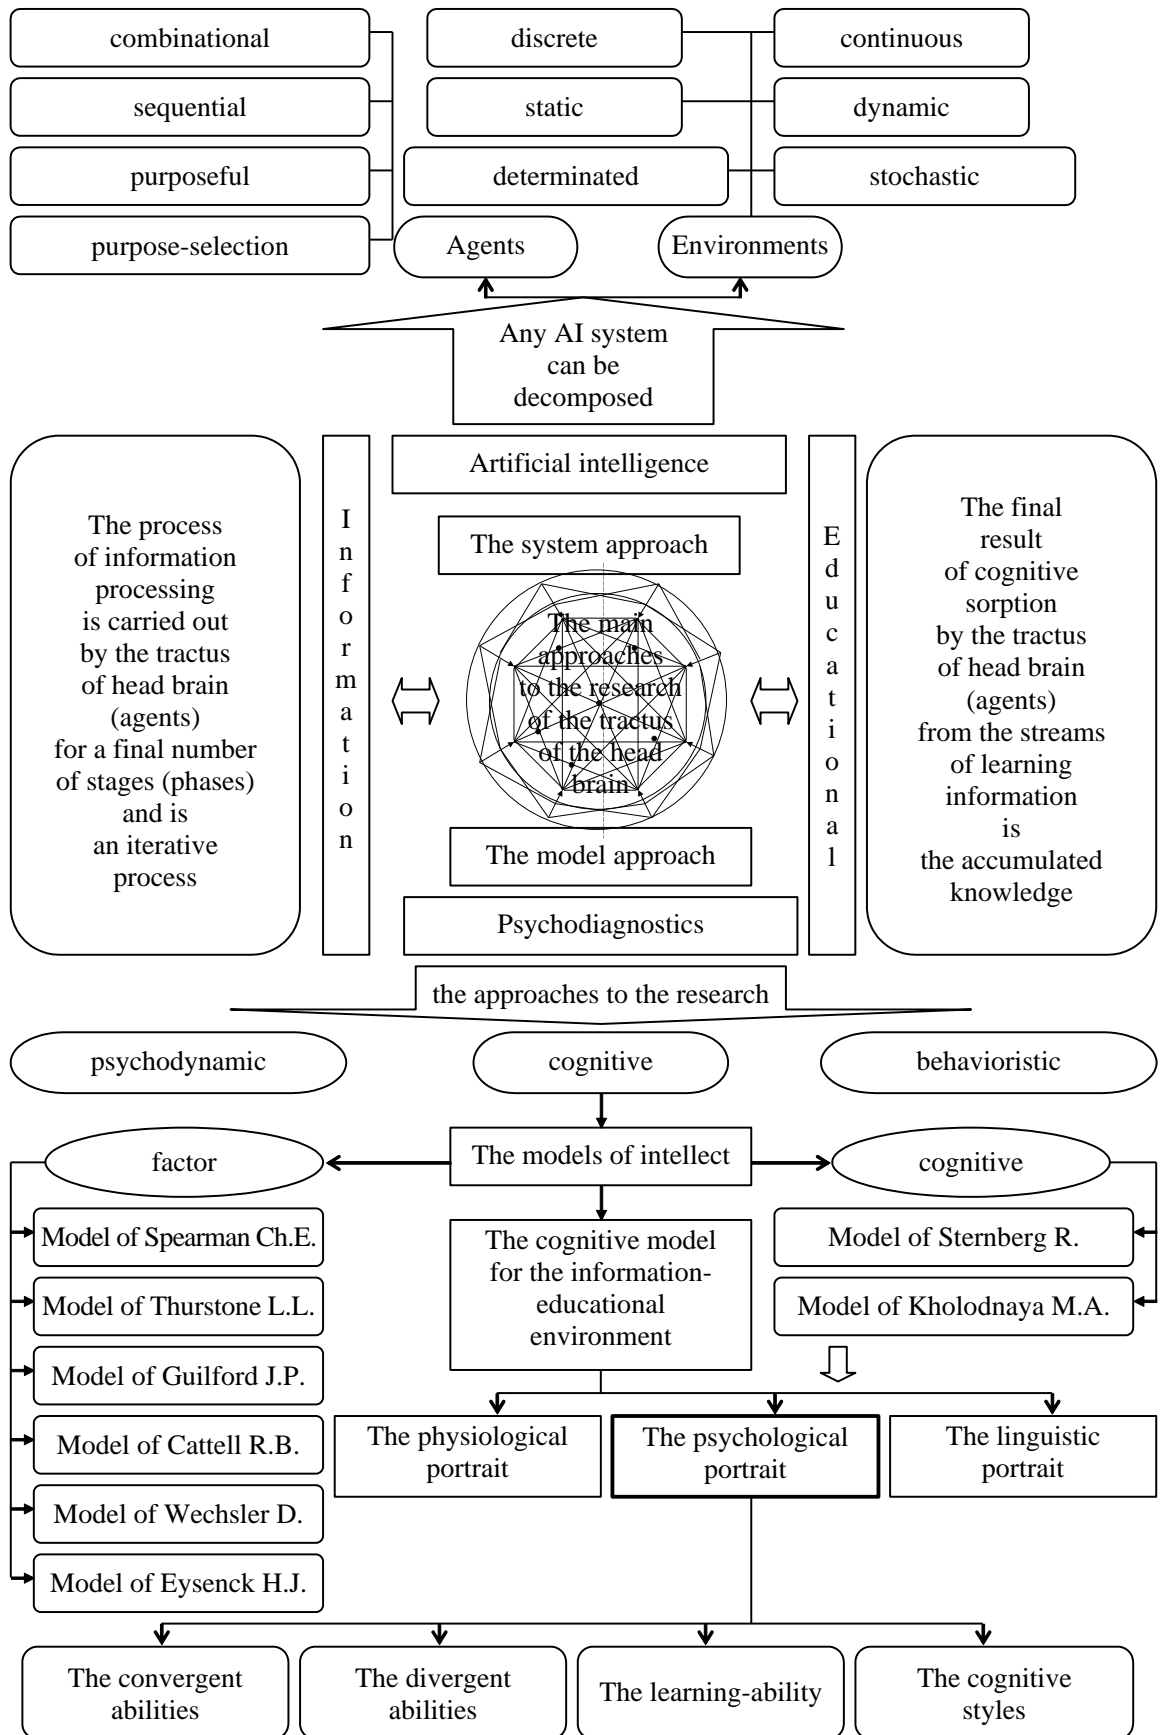 combinational
discrete
continuous
sequential
static
dynamic
purposeful
determinated
stochastic
purpose-selection
Agents
Environments
Any AI system
can be
decomposed
Artificial intelligence
The process
of information
processing
is carried out
by the tractus
of head brain
(agents)
for a final number
of stages (phases)
and is
an iterative
process
Information
The system approach
The main
approaches
to the research
of the tractus
of the head
brain
The model approach
Psychodiagnostics
Educational
The final
result
of cognitive
sorption
by the tractus
of head brain
(agents)
from the streams
of learning
information
is
the accumulated
knowledge
the approaches to the research
psychodynamic
cognitive
behavioristic
factor
The models of intellect
cognitive
Model of Spearman Ch.E.
Model of Thurstone L.L.
Model of Guilford J.P.
Model of Cattell R.B.
Model of Wechsler D.
Model of Eysenck H.J.
The cognitive model
for the information-
educational
environment
Model of Sternberg R.
Model of Kholodnaya M.A.
The physiological
portrait
The psychological
portrait
The linguistic
portrait
The convergent
abilities
The divergent
abilities
The learning-ability
The cognitive
styles